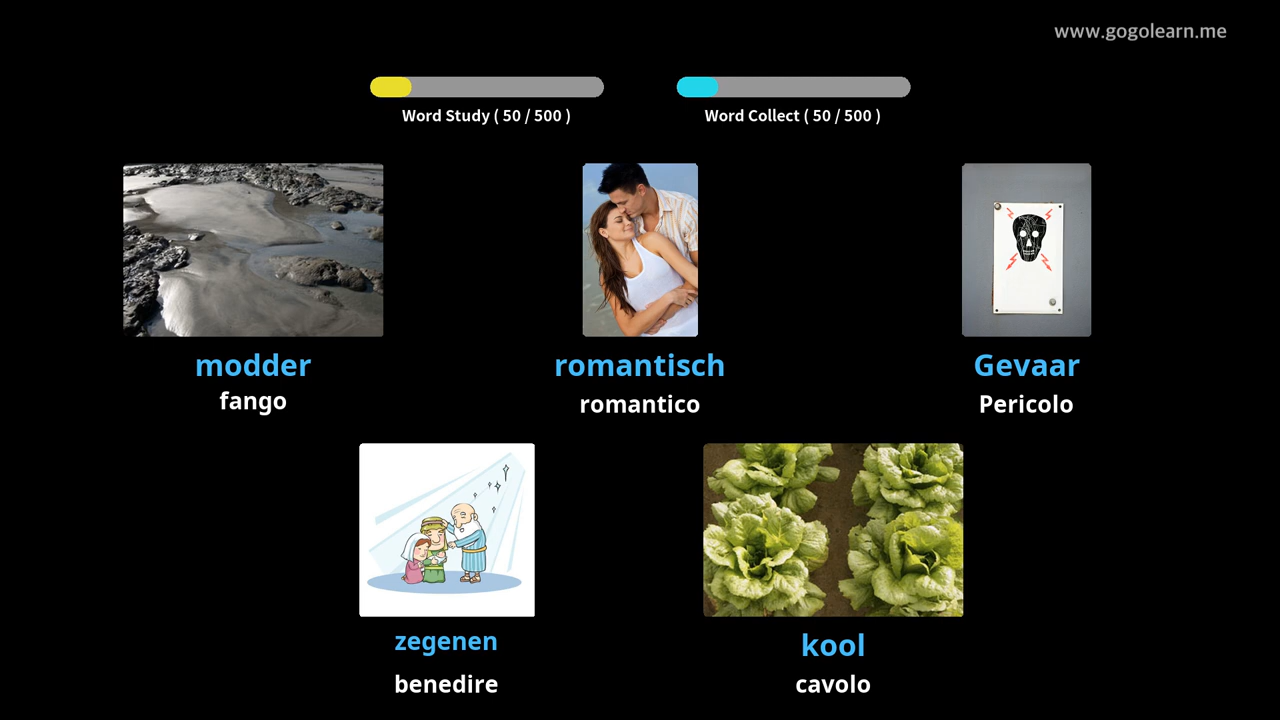 www.gogolearn.me
Word Study ( 50 / 500 )
Word Collect ( 50 / 500 )
modder
fango
romantisch
romantico
Gevaar
Pericolo
zegenen
benedire
kool
cavolo